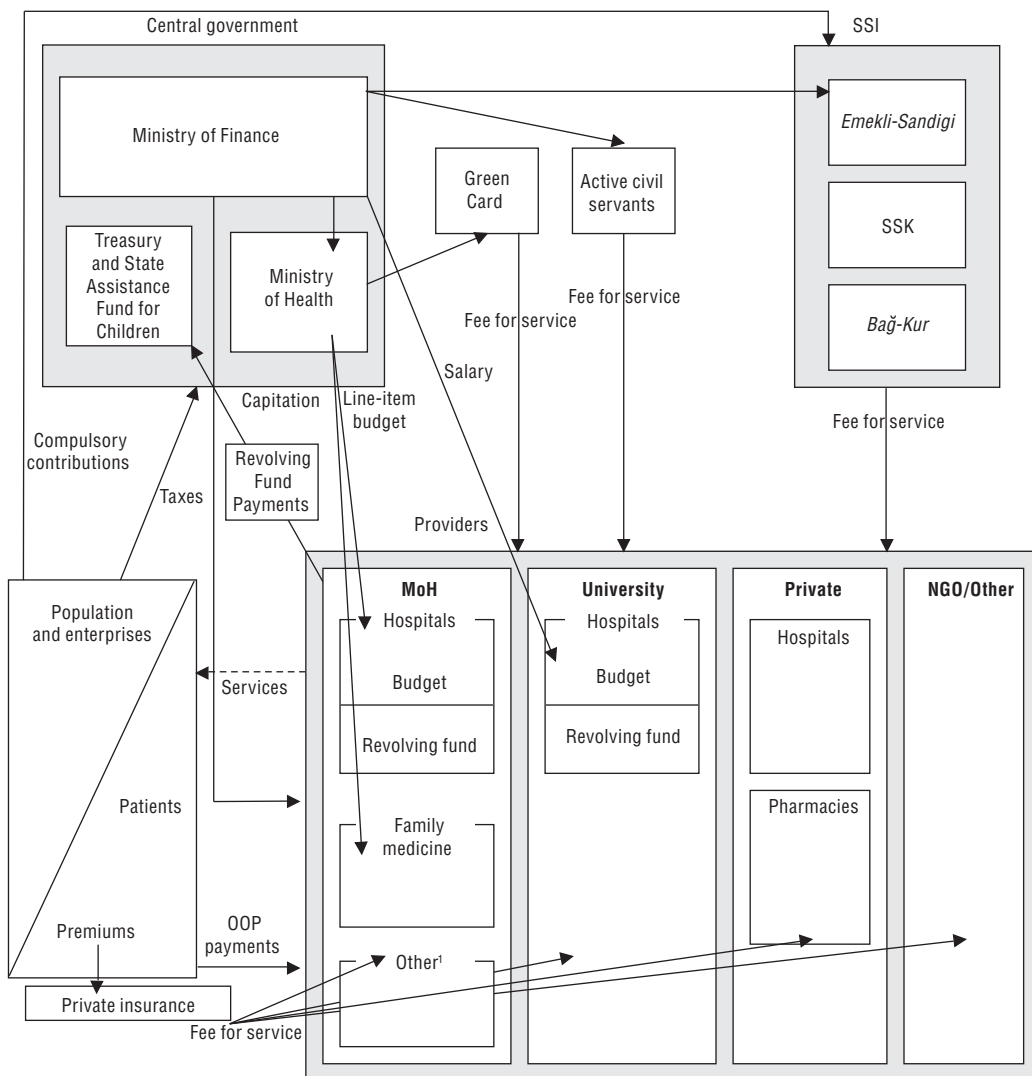 Central government
SSI
Ministry of Finance
Emekli-Sandigi
Green
Card
Active civil
servants
SSK
Treasury
and State
Assistance
Fund for
Children
Ministry
of Health
Bağ-Kur
Fee for service
Fee for service
Salary
Capitation
Line-item
budget
Fee for service
Compulsory
contributions
Revolving
Fund
Payments
Taxes
Providers
MoH
University
Private
NGO/Other
Population
and enterprises
Hospitals
Hospitals
Hospitals
Services
Budget
Budget
Revolving fund
Revolving fund
Patients
Pharmacies
Family
medicine
Premiums
OOP
payments
Other¹
Private insurance
Fee for service